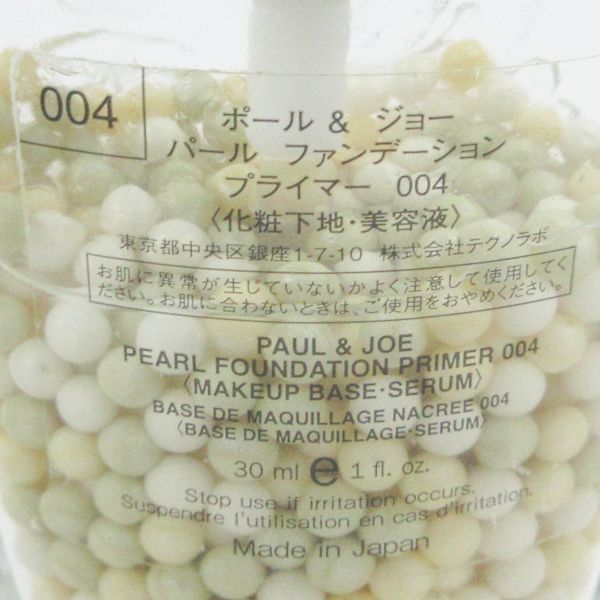 004
ポール & ジョー
パール ファンデーション
プライマー 004
〈化粧下地・美容液〉
東京都中央区銀座1-7-10 株式会社テクノラボ
お肌に異常が生じていないかよく注意して使用してく
ださい。お肌に合わないときは、ご使用をおやめください。
PAUL & JOE
PEARL FOUNDATION PRIMER 004
〈MAKEUP BASE·SERUM〉
BASE DE MAQUILLAGE NACREE 004
〈BASE DE MAQUILLAGE·SERUM〉
30 ml ℮ 1 fl. oz.
Stop use if irritation occurs.
Suspendre l'utilisation en cas d'irritation.
Made in Japan